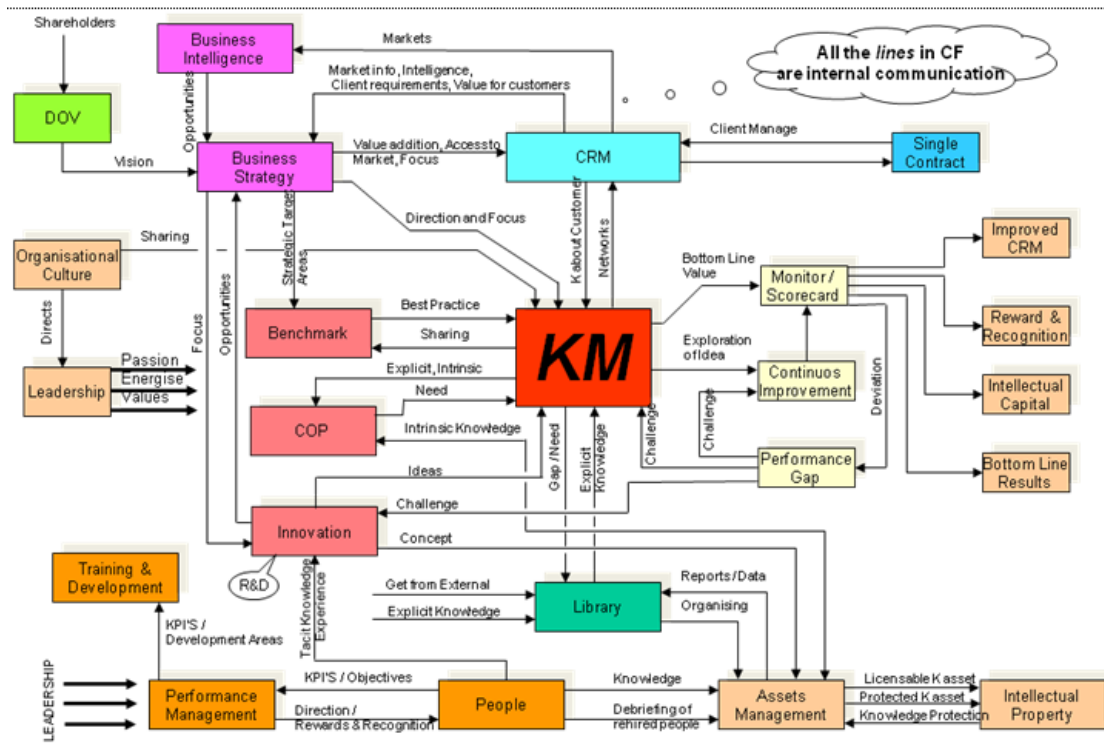 Shareholders
Business
Intelligence
Markets
All the lines in CF
are internal communication
Market info, Intelligence,
Client requirements, Value for customers
DOV
Opportunities
Client Manage
Vision
Business
Strategy
Value addition, Accessto
Market, Focus
CRM
Single
Contract
Sharing
Direction and Focus
Strategic Target
Areas
Kabout Customer
Networks
Organisational
Culture
Improved
CRM
Bottom Line
Value
Monitor /
Scorecard
Directs
Focus
Opportunities
Benchmark
Best Practice
Sharing
KM
Reward &
Recognition
Exploration
of Idea
Continuos
Improvement
Deviation
Leadership
Passion
Energise
Values
Explicit, Intrinsic
Need
COP
Intrinsic Knowledge
Intellectual
Capital
Challenge
Challenge
Performance
Gap
Bottom Line
Results
Ideas
Gap / Need
Explicit
Knowledge
Challenge
Innovation
Concept
R&D
Training &
Development
Tacit Knowledge
Experience
Get from External
Explicit Knowledge
Library
Reports / Data
Organising
KPI'S /
Development Areas
LEADERSHIP
Performance
Management
KPI'S / Objectives
Direction /
Rewards & Recognition
People
Knowledge
Debriefing of
rehired people
Assets
Management
Licensable K asset
Protected K asset
Knowledge Protection
Intellectual
Property